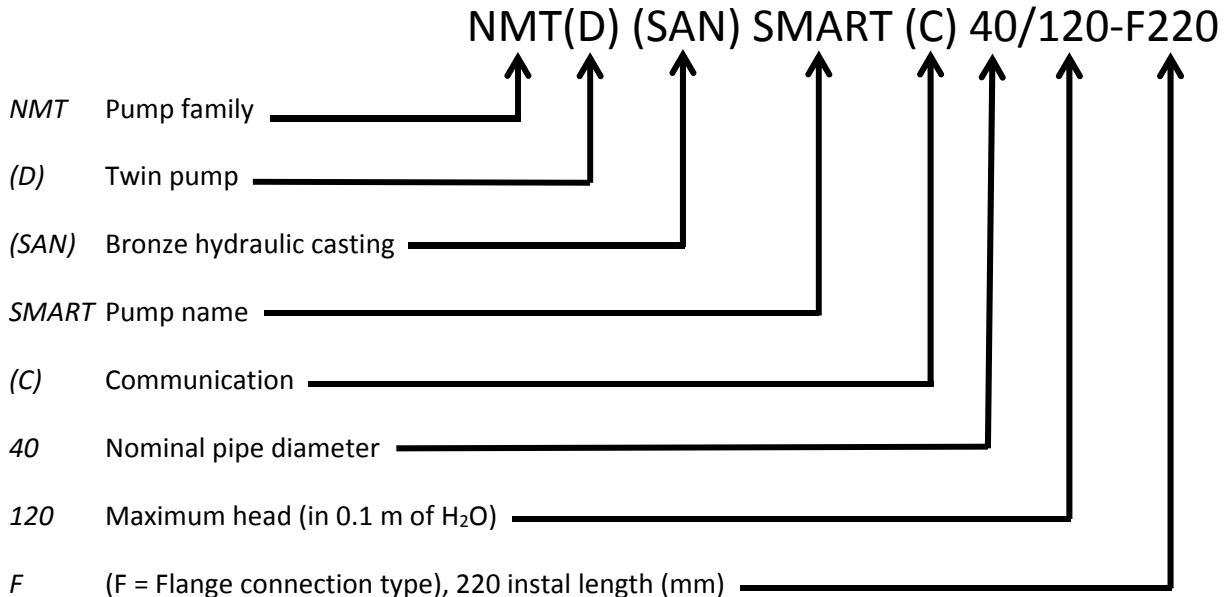 NMT(D) (SAN) SMART (C) 40/120-F220
NMT Pump family
(D) Twin pump
(SAN) Bronze hydraulic casting
SMART Pump name
(C) Communication
40 Nominal pipe diameter
120 Maximum head (in 0.1 m of H₂O)
F (F = Flange connection type), 220 instal length (mm)